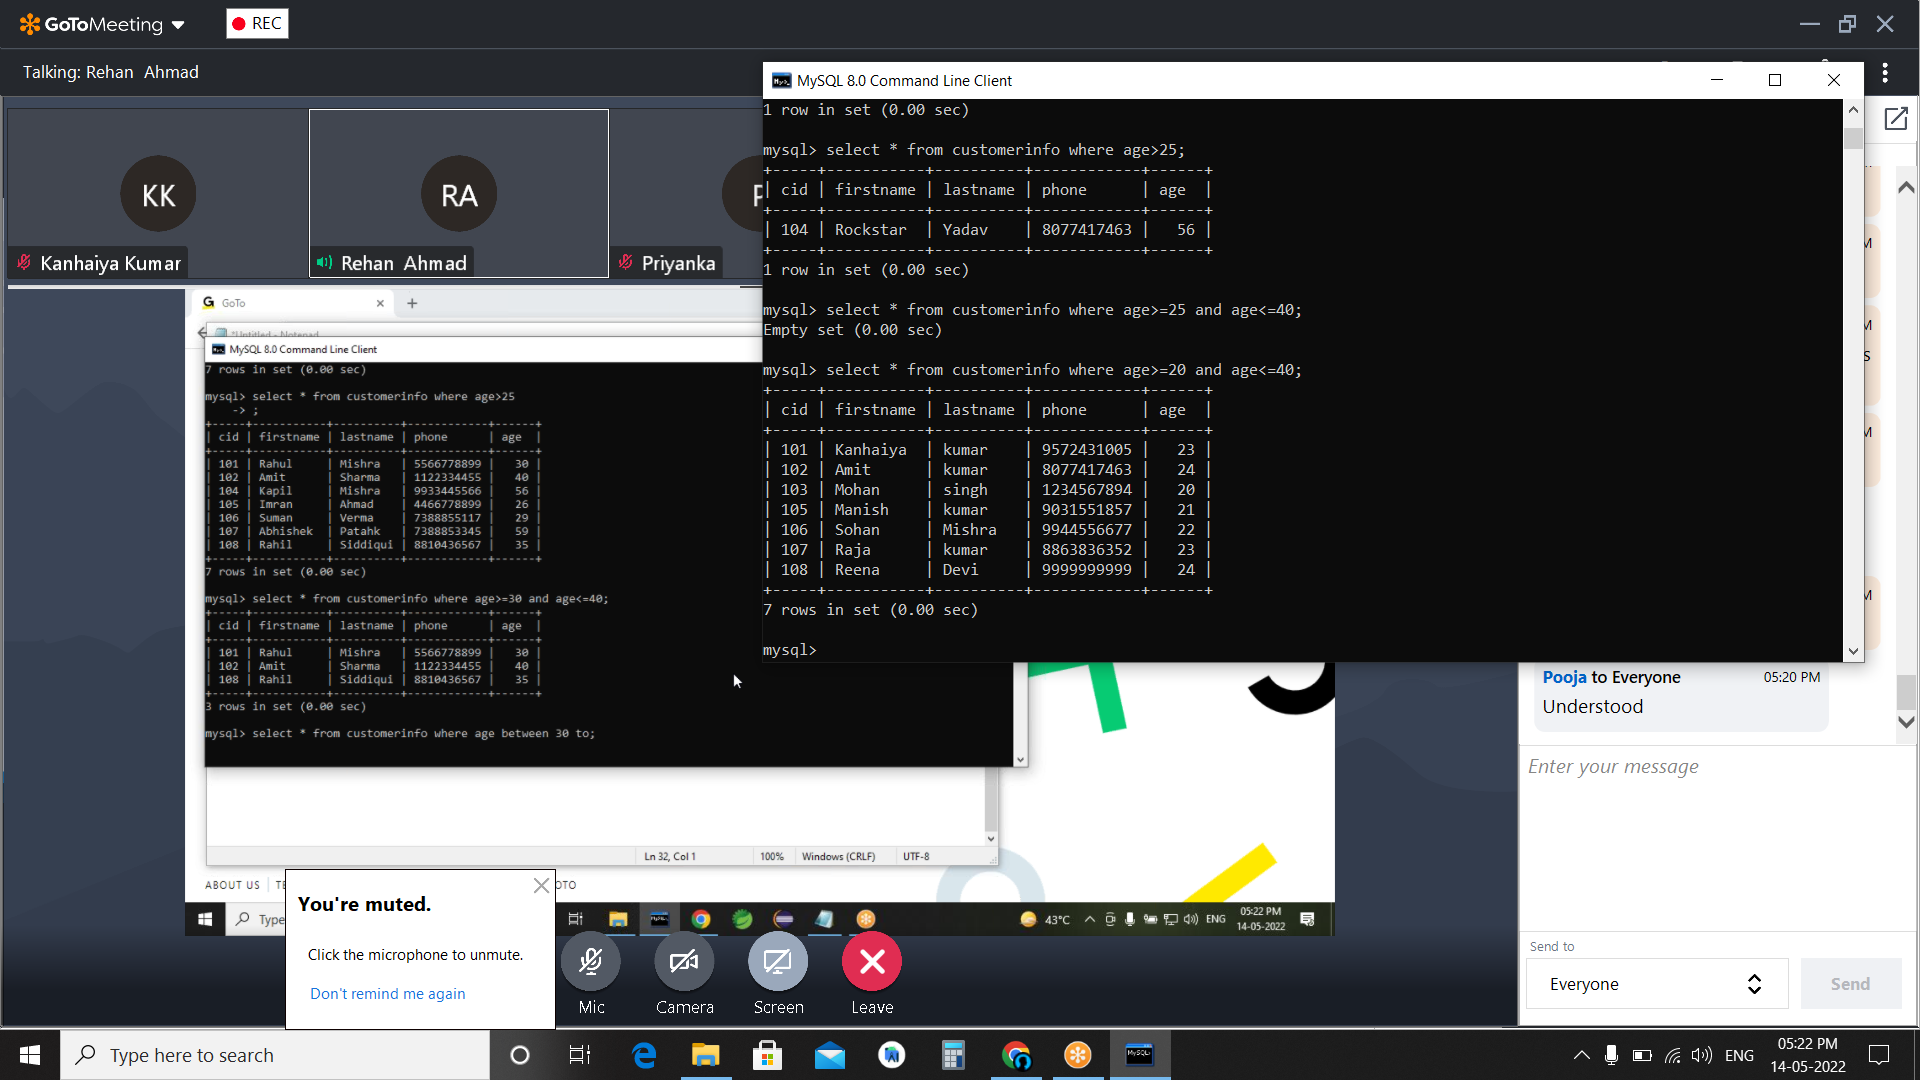 GoToMeeting
REC
Talking: Rehan  Ahmad
KK
Kanhaiya Kumar
RA
Rehan  Ahmad
Priyanka
GoTo
*Untitled - Notepad
MySQL 8.0 Command Line Client
7 rows in set (0.00 sec)
mysql> select * from customerinfo where age>25
    -> ;
+-----+-----------+----------+------------+------+
| cid | firstname | lastname | phone      | age  |
+-----+-----------+----------+------------+------+
| 101 | Rahul     | Mishra   | 5566778899 |   30 |
| 102 | Amit      | Sharma   | 1122334455 |   40 |
| 104 | Kapil     | Mishra   | 9933445566 |   56 |
| 105 | Imran     | Ahmad    | 4466778899 |   26 |
| 106 | Suman     | Verma    | 7388855117 |   29 |
| 107 | Abhishek  | Patahk   | 7388853345 |   59 |
| 108 | Rahil     | Siddiqui | 8810436567 |   35 |
+-----+-----------+----------+------------+------+
7 rows in set (0.00 sec)
mysql> select * from customerinfo where age>=30 and age<=40;
+-----+-----------+----------+------------+------+
| cid | firstname | lastname | phone      | age  |
+-----+-----------+----------+------------+------+
| 101 | Rahul     | Mishra   | 5566778899 |   30 |
| 102 | Amit      | Sharma   | 1122334455 |   40 |
| 108 | Rahil     | Siddiqui | 8810436567 |   35 |
+-----+-----------+----------+------------+------+
3 rows in set (0.00 sec)
mysql> select * from customerinfo where age between 30 to;
Ln 32, Col 1
100%
Windows (CRLF)
UTF-8
ABOUT US
MySQL 8.0 Command Line Client
1 row in set (0.00 sec)
mysql> select * from customerinfo where age>25;
+-----+-----------+----------+------------+------+
| cid | firstname | lastname | phone      | age  |
+-----+-----------+----------+------------+------+
| 104 | Rockstar  | Yadav    | 8077417463 |   56 |
+-----+-----------+----------+------------+------+
1 row in set (0.00 sec)
mysql> select * from customerinfo where age>=25 and age<=40;
Empty set (0.00 sec)
mysql> select * from customerinfo where age>=20 and age<=40;
+-----+-----------+----------+------------+------+
| cid | firstname | lastname | phone      | age  |
+-----+-----------+----------+------------+------+
| 101 | Kanhaiya  | kumar    | 9572431005 |   23 |
| 102 | Amit      | kumar    | 8077417463 |   24 |
| 103 | Mohan     | singh    | 1234567894 |   20 |
| 105 | Manish    | kumar    | 9031551857 |   21 |
| 106 | Sohan     | Mishra   | 9944556677 |   22 |
| 107 | Raja      | kumar    | 8863836352 |   23 |
| 108 | Reena     | Devi     | 9999999999 |   24 |
+-----+-----------+----------+------------+------+
7 rows in set (0.00 sec)
mysql>
Pooja to Everyone 05:20 PM
Understood
Enter your message
Send to
Everyone
Send
You're muted.
Click the microphone to unmute.
Don't remind me again
43°C
ENG
05:22 PM
14-05-2022
Mic
Camera
Screen
Leave
Type here to search
ENG
05:22 PM
14-05-2022